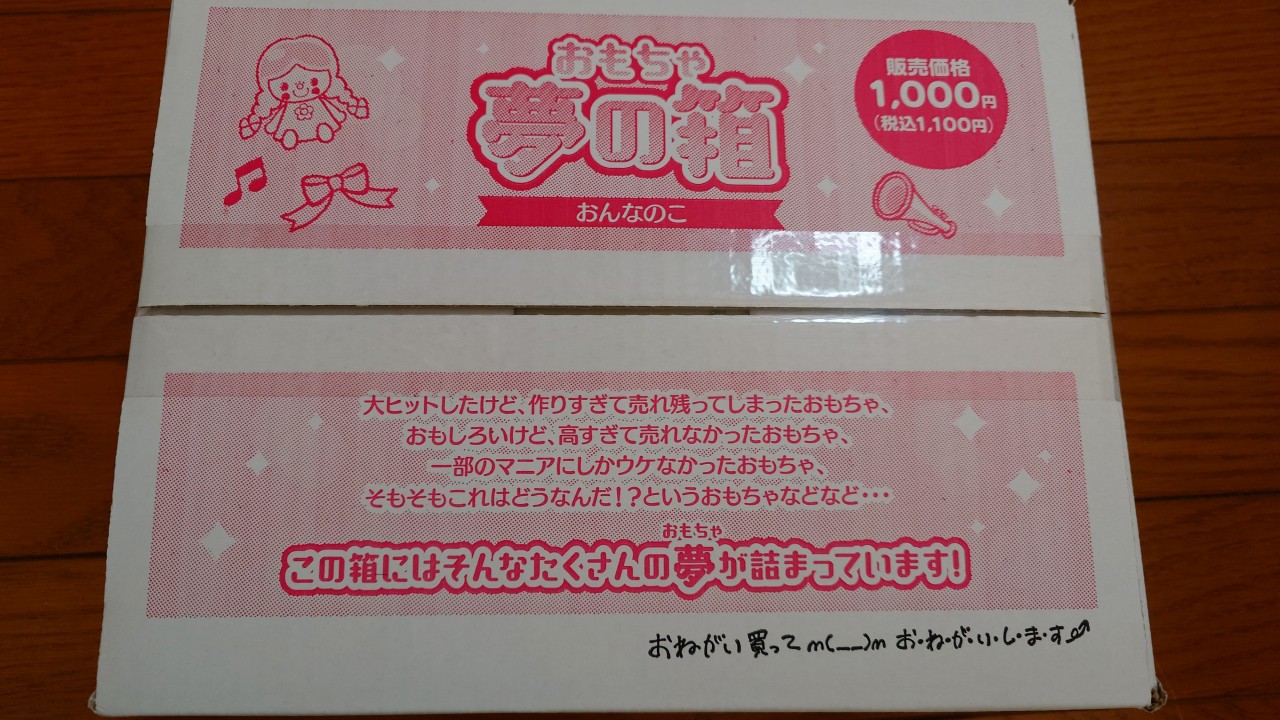 おもちゃ
夢の箱
おんなのこ
販売価格
1,000円
(税込1,100円)
大ヒットしたけど、作りすぎて売れ残ってしまったおもちゃ、
おもしろいけど、高すぎて売れなかったおもちゃ、
一部のマニアにしかウケなかったおもちゃ、
そもそもこれはどうなんだ!?というおもちゃなどなど・・・
おもちゃ
この箱にはそんなたくさんの夢が詰まっています!
おねがい買ってm(__)m お・ね・が・い・し・ま・す